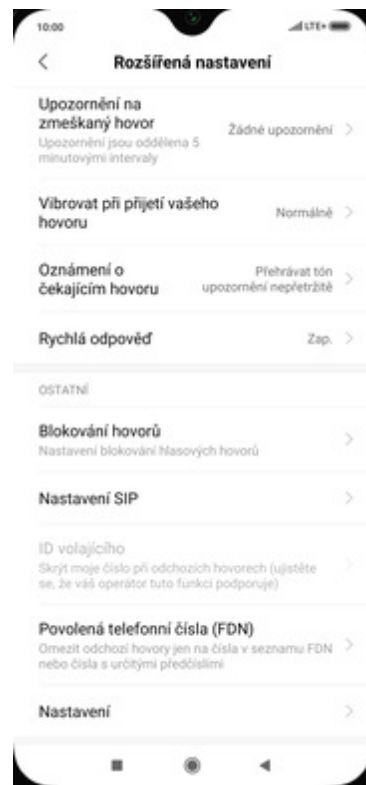 10:00
LTE+
Rozšířená nastavení
Upozornění na
zmeškaný hovor
Upozornění jsou oddělena 5
minutovými intervaly
Žádné upozornění
Vibrovat při přijetí vašeho
hovoru
Normálně
Oznámení o
čekajícím hovoru
Přehrávat tón
upozornění nepřetržitě
Rychlá odpověď
Zap.
OSTATNÍ
Blokování hovorů
Nastavení blokování hlasových hovorů
Nastavení SIP
ID volajícího
Skrýt moje číslo při odchozích hovorech (ujistěte
se, že váš operátor tuto funkci podporuje)
Povolená telefonní čísla (FDN)
Omezit odchozí hovory jen na čísla v seznamu FDN
nebo čísla s určitými předčíslími
Nastavení